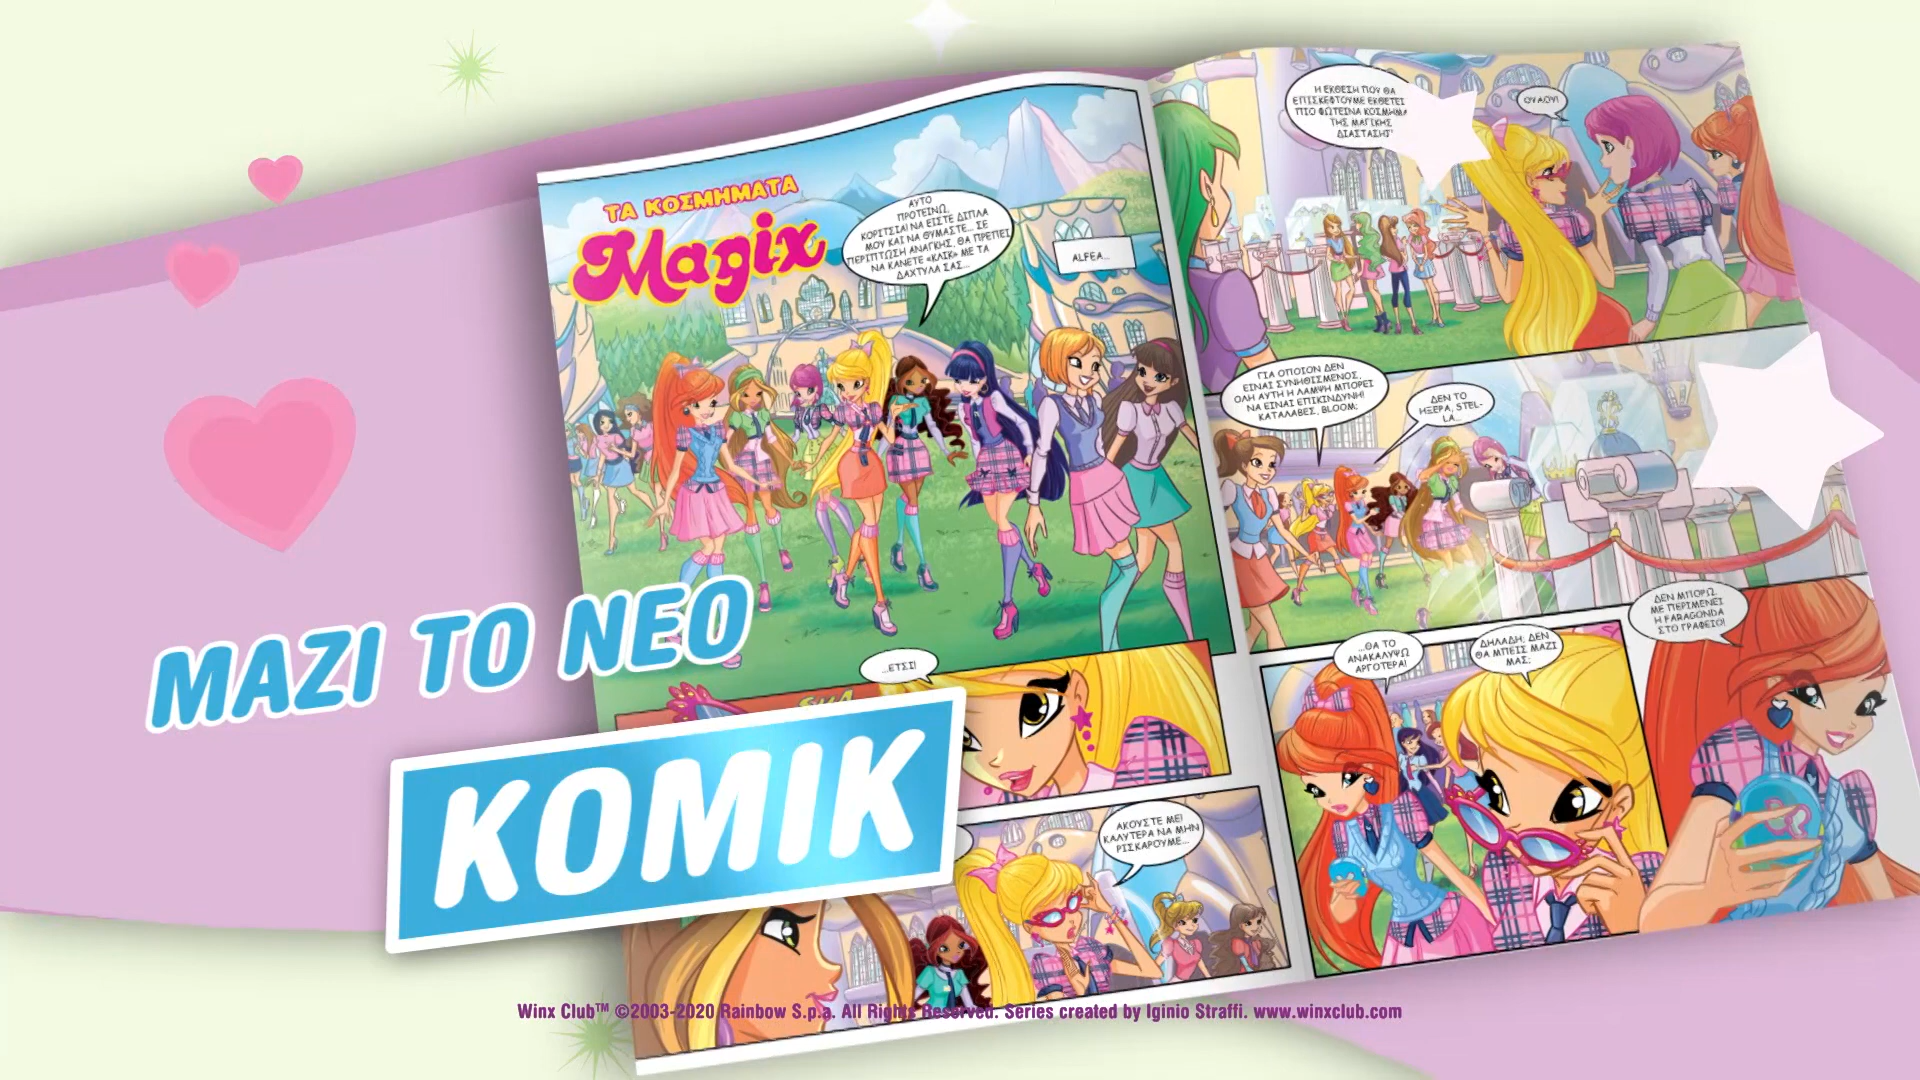 ΤΑ ΚΟΣΜΗΜΑΤΑ
Magix
ΑΥΤΟ
ΠΡΟΤΕΙΝΩ,
ΚΟΡΙΤΣΙΑ! ΝΑ ΕΙΣΤΕ ΔΙΠΛΑ
ΜΟΥ ΚΑΙ ΝΑ ΘΥΜΑΣΤΕ... ΣΕ
ΠΕΡΙΠΤΩΣΗ ΑΝΑΓΚΗΣ, ΘΑ ΠΡΕΠΕΙ
ΝΑ ΚΑΝΕΤΕ «ΚΛΙΚ» ΜΕ ΤΑ
ΔΑΧΤΥΛΑ ΣΑΣ...
ALFEA...
...ΕΤΣΙ!
ΑΚΟΥΣΤΕ ΜΕ!
ΚΑΛΥΤΕΡΑ ΝΑ ΜΗΝ
ΡΙΣΚΑΡΟΥΜΕ...
Η ΕΚΘΕΣΗ ΠΟΥ ΘΑ
ΕΠΙΣΚΕΦΤΟΥΜΕ ΕΚΘΕΤΕΙ
ΠΙΟ ΦΩΤΕΙΝΑ ΚΟΣΜΗΜΑ
ΤΗΣ ΜΑΓΙΚΗΣ
ΔΙΑΣΤΑΣΗΣ
ΟΥΑΟΥ!
ΓΙΑ ΟΠΟΙΟΝ ΔΕΝ
ΕΙΝΑΙ ΣΥΝΗΘΙΣΜΕΝΟΣ,
ΟΛΗ ΑΥΤΗ Η ΛΑΜΨΗ ΜΠΟΡΕΙ
ΝΑ ΕΙΝΑΙ ΕΠΙΚΙΝΔΥΝΗ!
ΚΑΤΑΛΑΒΕΣ, BLOOM;
ΔΕΝ ΤΟ
ΗΞΕΡΑ, STEL-
LA...
...ΘΑ ΤΟ
ΑΝΑΚΑΛΥΨΩ
ΑΡΓΟΤΕΡΑ!
ΔΗΛΑΔΗ; ΔΕΝ
ΘΑ ΜΠΕΙΣ ΜΑΖΙ
ΜΑΣ;
ΔΕΝ ΜΠΟΡΩ.
ΜΕ ΠΕΡΙΜΕΝΕΙ
Η FARAGONDA
ΣΤΟ ΓΡΑΦΕΙΟ!
ΜΑΖΙ ΤΟ ΝΕΟ
ΚΟΜΙΚ
Winx Club™ ©2003-2020 Rainbow S.p.a. All Rights Reserved. Series created by Iginio Straffi. www.winxclub.com